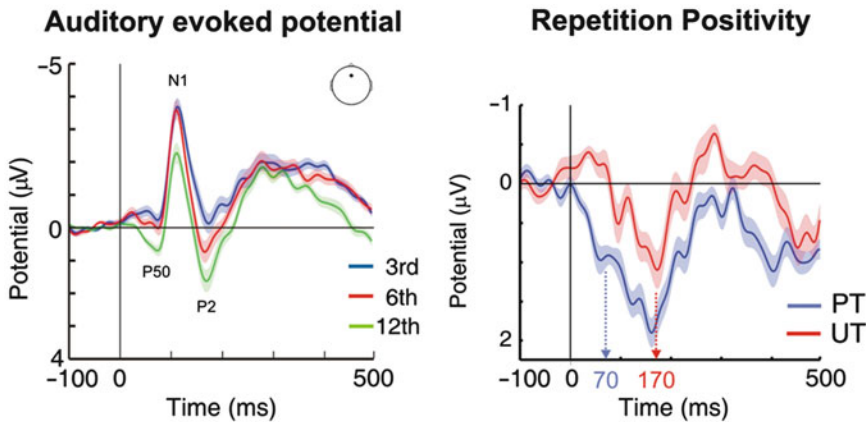 Auditory evoked potential
-5
N1
Potential (µV)
0
P50
P2
3rd
6th
12th
4
-100
0
500
Time (ms)
Repetition Positivity
-1
Potential (µV)
0
2
PT
UT
-100
0
70
170
500
Time (ms)